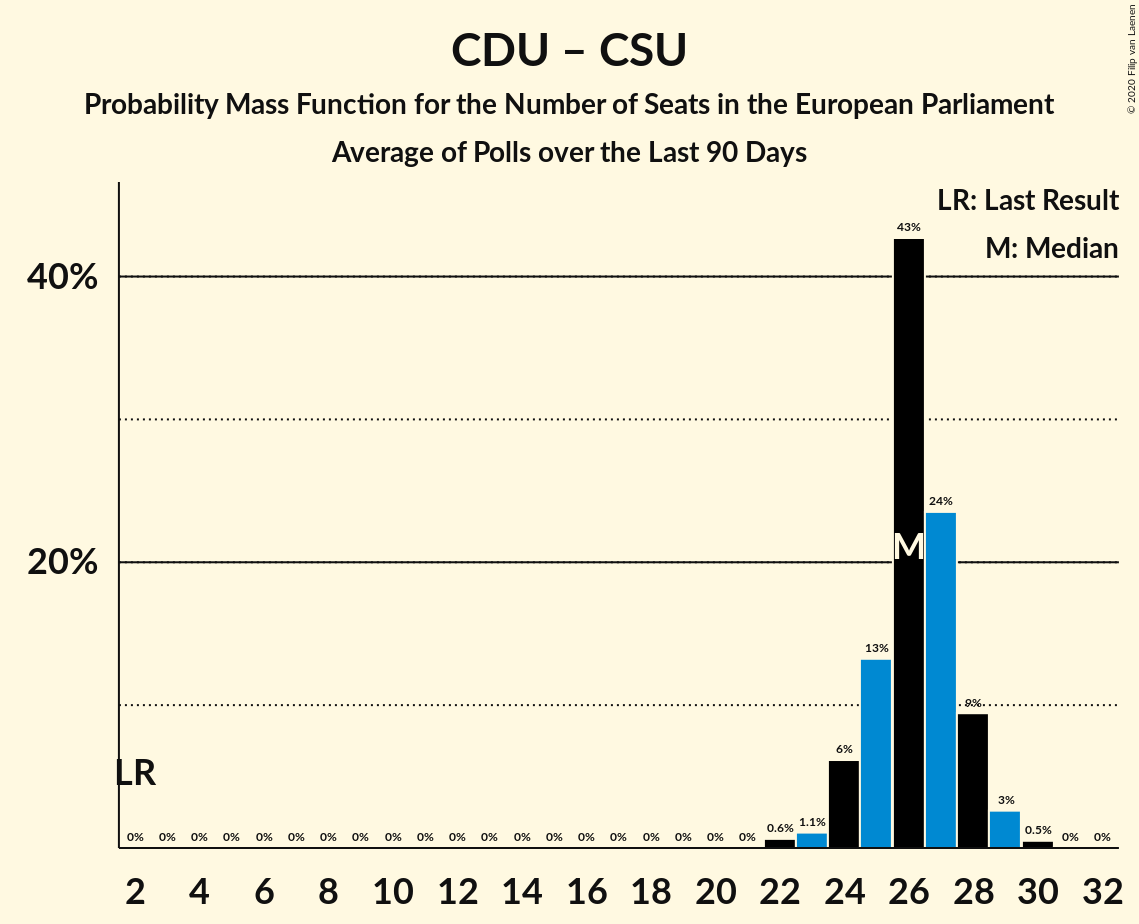 CDU – CSU
Probability Mass Function for the Number of Seats in the European Parliament
Average of Polls over the Last 90 Days
© 2020 Filip van Laenen
LR: Last Result
M: Median
43%
40%
24%
M
20%
13%
9%
6%
LR
3%
0% 0% 0% 0% 0% 0% 0% 0% 0% 0% 0% 0% 0% 0% 0% 0% 0% 0% 0% 0% 0.6% 1.1% 0.5% 0% 0%
2 4 6 8 10 12 14 16 18 20 22 24 26 28 30 32